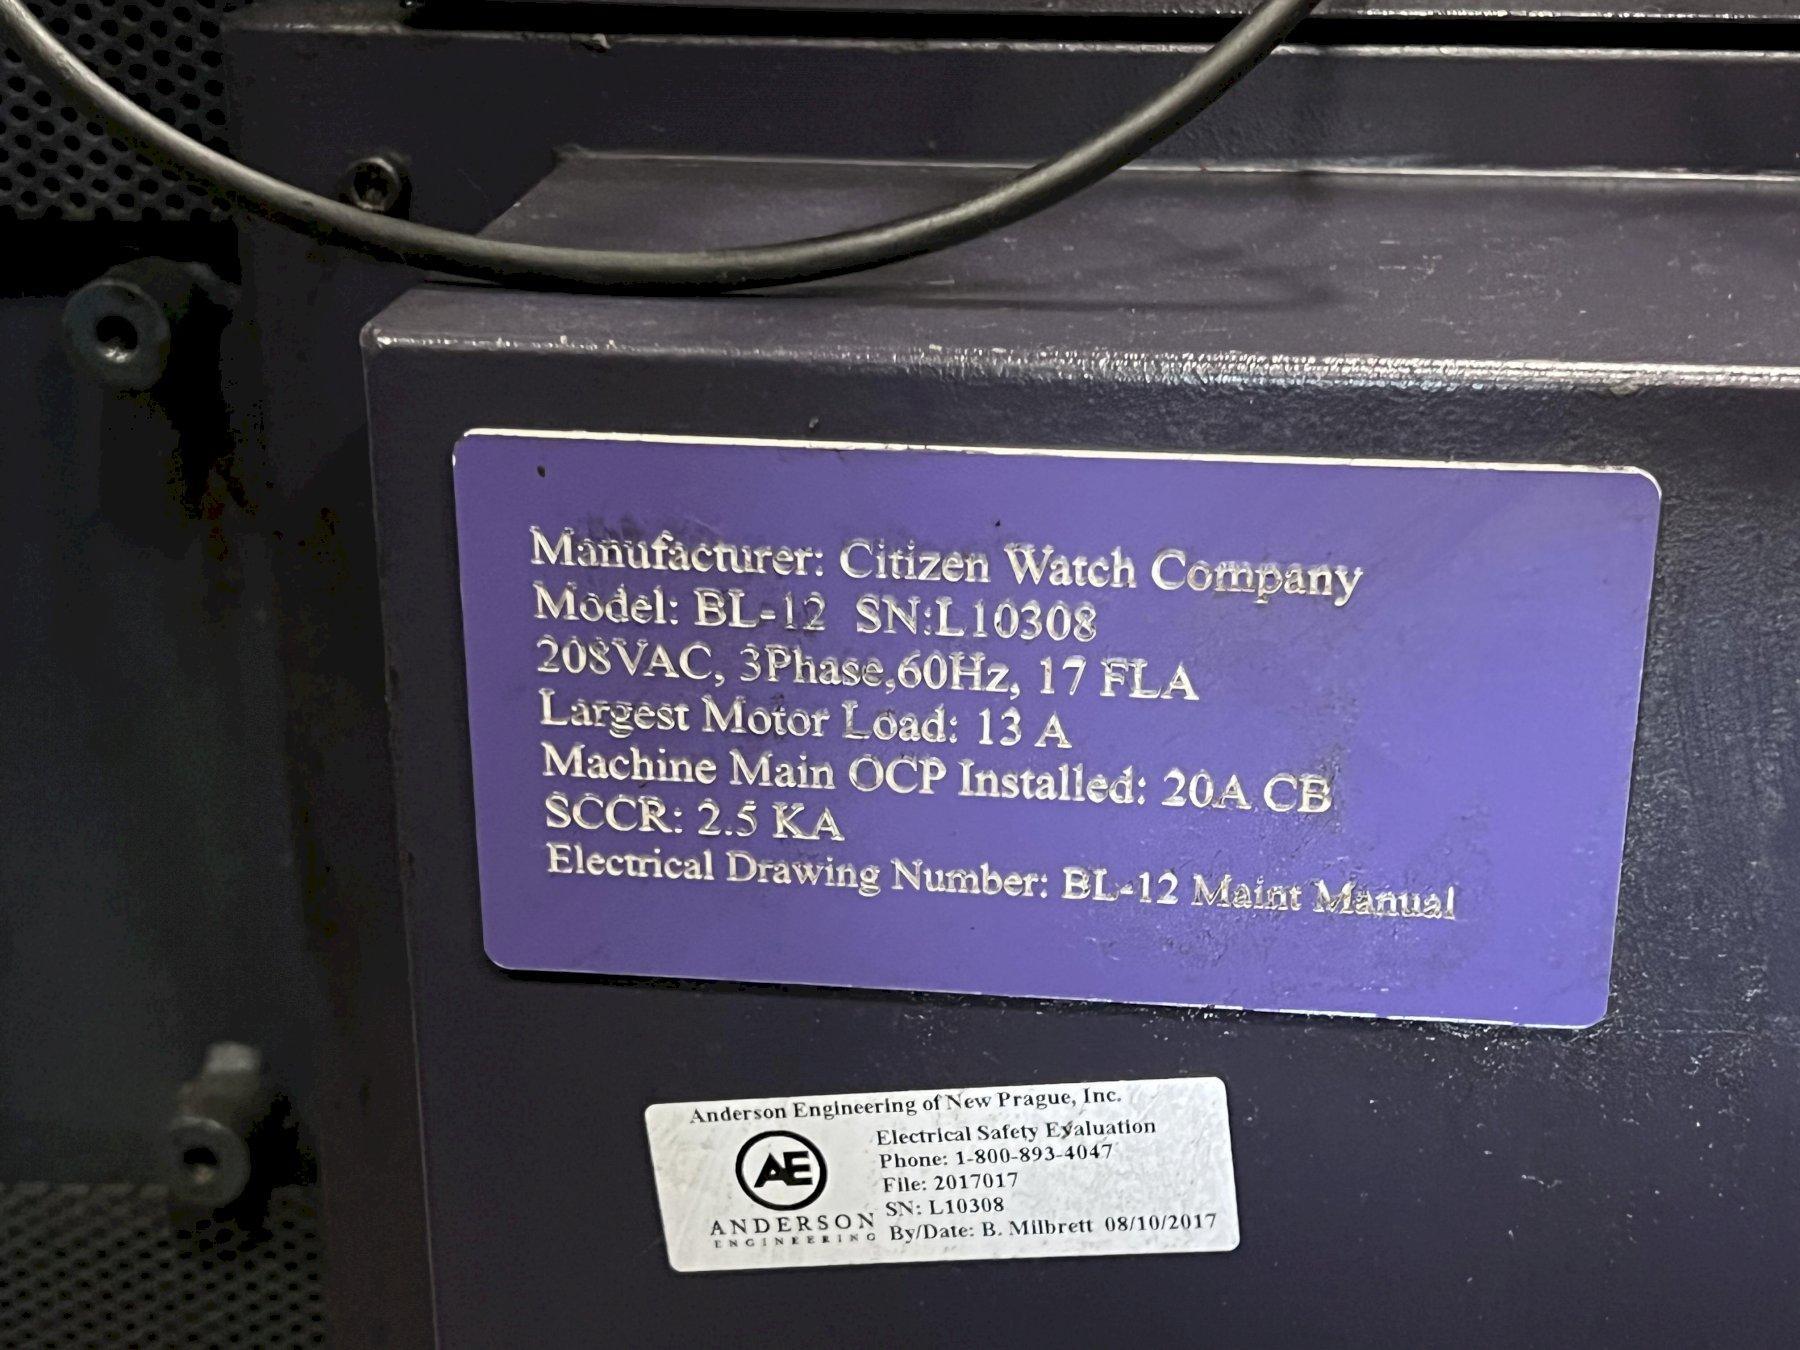 Manufacturer: Citizen Watch Company
Model: BL-12 SN:L10308
208VAC, 3Phase,60Hz, 17 FLA
Largest Motor Load: 13 A
Machine Main OCP Installed: 20A CB
SCCR: 2.5 KA
Electrical Drawing Number: BL-12 Maint Manual
Anderson Engineering of New Prague, Inc.
AE
ANDERSON
ENGINEERING
Electrical Safety Evaluation
Phone: 1-800-893-4047
File: 2017017
SN: L10308
By/Date: B. Milbrett 08/10/2017